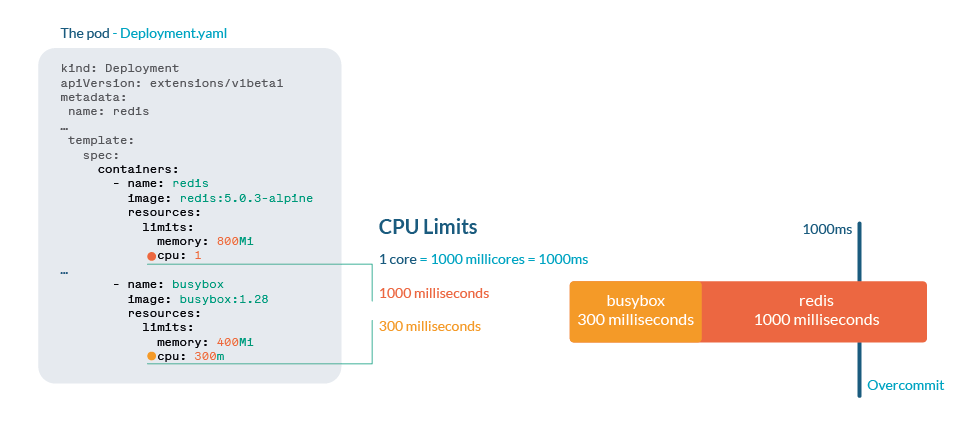 The pod - Deployment.yaml
kind: Deployment
apiVersion: extensions/v1beta1
metadata:
name: redis
…
template:
spec:
containers:
- name: redis
image: redis:5.0.3-alpine
resources:
limits:
memory: 800Mi
cpu: 1
…
- name: busybox
image: busybox:1.28
resources:
limits:
memory: 400Mi
cpu: 300m
CPU Limits
1 core = 1000 millicores = 1000ms
1000 milliseconds
300 milliseconds
1000ms
busybox
300 milliseconds
redis
1000 milliseconds
Overcommit